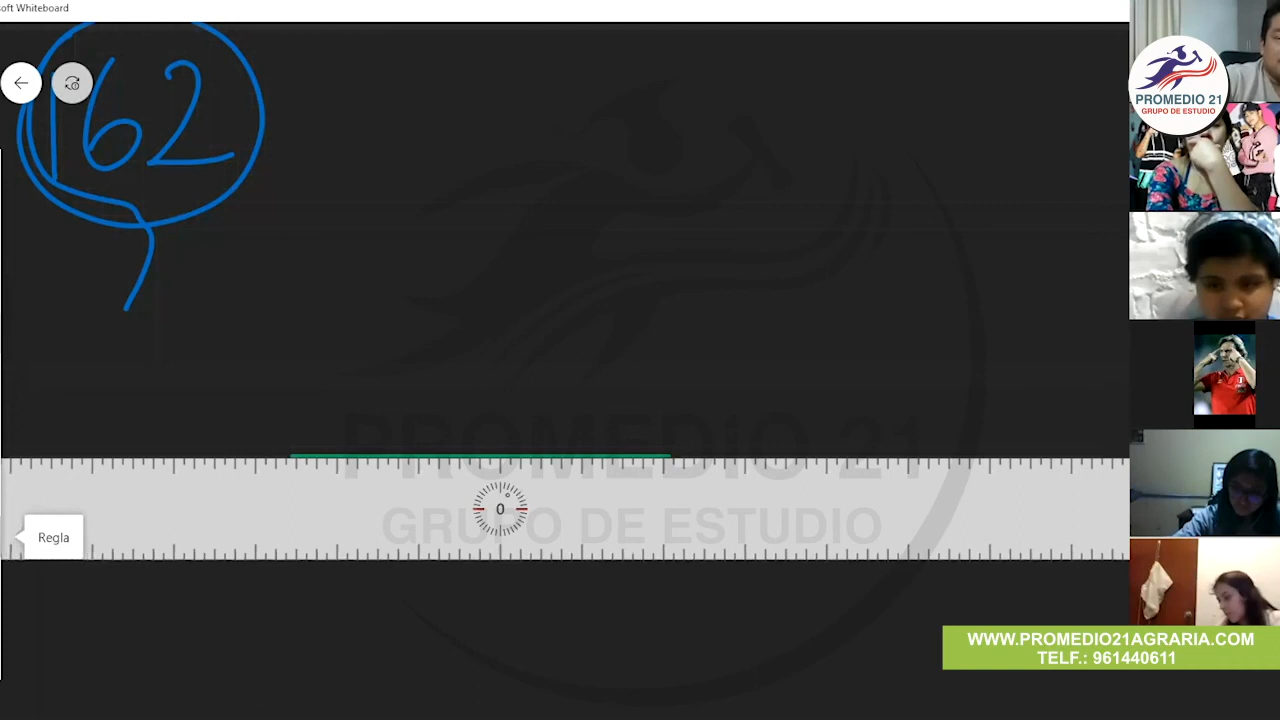 soft Whiteboard
162
PROMEDIO 21
GRUPO DE ESTUDIO
PROMEDIO 21
GRUPO DE ESTUDIO
0°
Regla
WWW.PROMEDIO21AGRARIA.COM
TELF.: 961440611